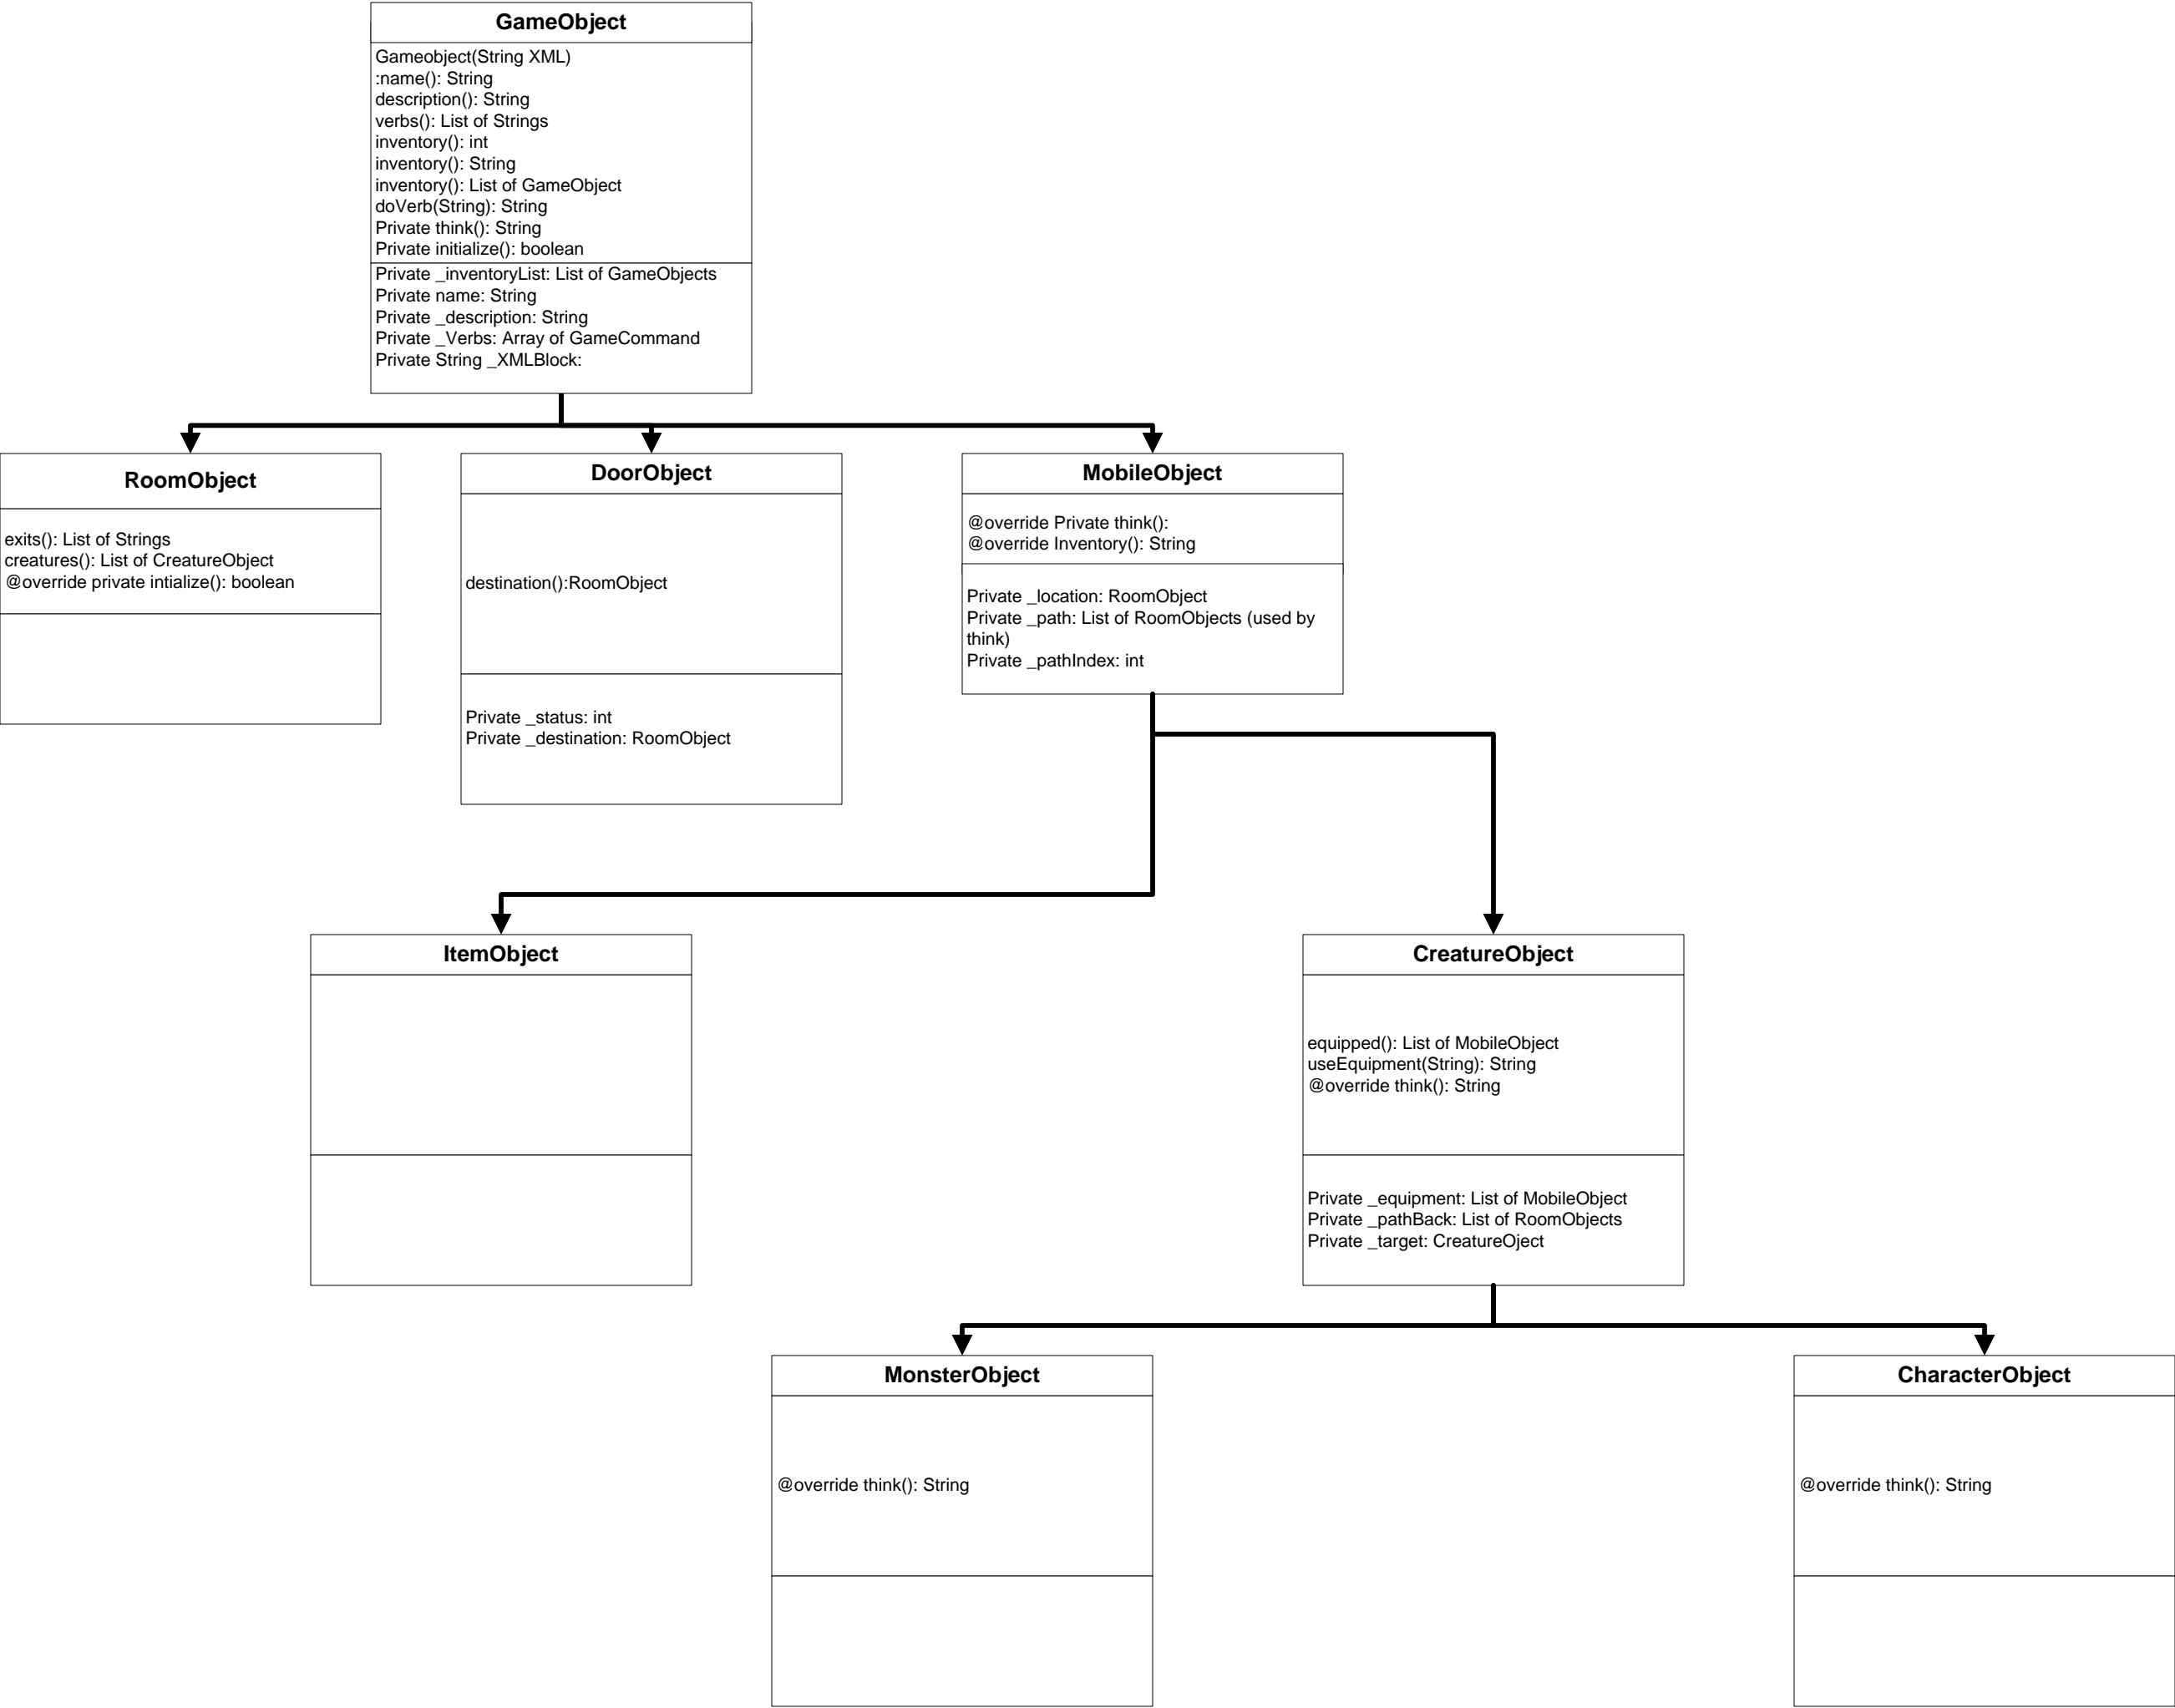 GameObject
Gameobject(String XML)
:name(): String
description(): String
verbs(): List of Strings
inventory(): int
inventory(): String
inventory(): List of GameObject
doVerb(String): String
Private think(): String
Private initialize(): boolean
Private _inventoryList: List of GameObjects
Private name: String
Private _description: String
Private _Verbs: Array of GameCommand
Private String _XMLBlock:
RoomObject
exits(): List of Strings
creatures(): List of CreatureObject
@override private intialize(): boolean
DoorObject
destination():RoomObject
Private _status: int
Private _destination: RoomObject
MobileObject
@override Private think():
@override Inventory(): String
Private _location: RoomObject
Private _path: List of RoomObjects (used by
think)
Private _pathIndex: int
ItemObject
CreatureObject
equipped(): List of MobileObject
useEquipment(String): String
@override think(): String
Private _equipment: List of MobileObject
Private _pathBack: List of RoomObjects
Private _target: CreatureOject
MonsterObject
@override think(): String
CharacterObject
@override think(): String